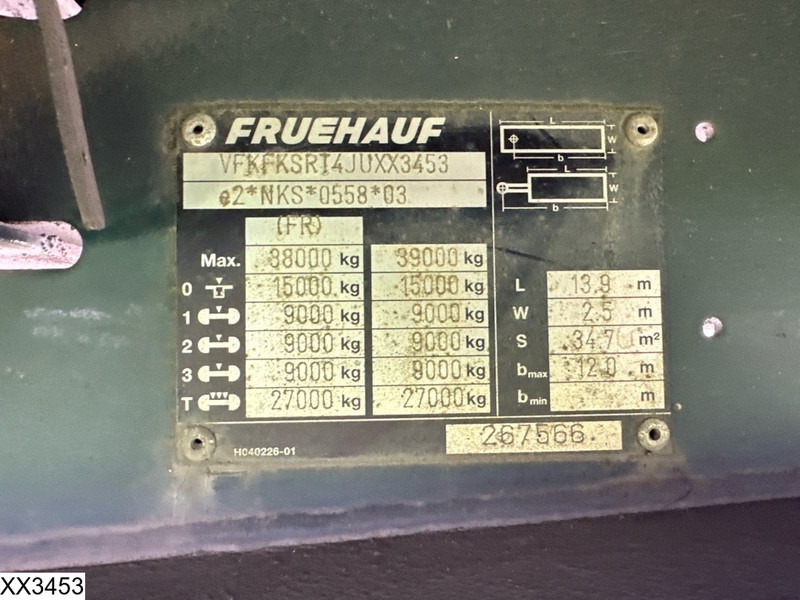 FRUEHAUF
VFKFKSRT4JUXX3453
e2*NKS*0558*03
(FR)
Max. 38000 kg 39000 kg
0 15000 kg 15000 kg
1 9000 kg 9000 kg
2 9000 kg 9000 kg
3 9000 kg 9000 kg
T 27000 kg 27000 kg
L
W
b
L
W
b
L 13.9 m
W 2.5 m
S 34.70 m²
bmax 12.0 m
bmin m
H040226-01
267566
XX3453